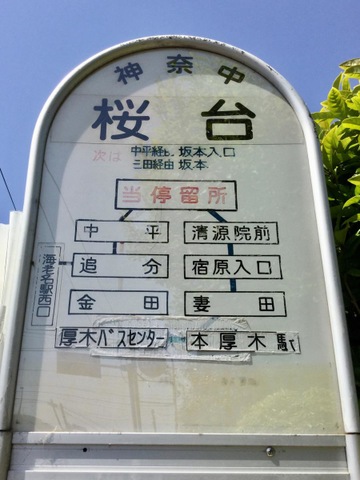 神奈中
桜台
次は 中平経由.坂本入口
三田経由 坂本
当停留所
中平 清源院前
海老名駅西口 追分 宿原入口
金田 妻田
厚木バスセンター 本厚木駅